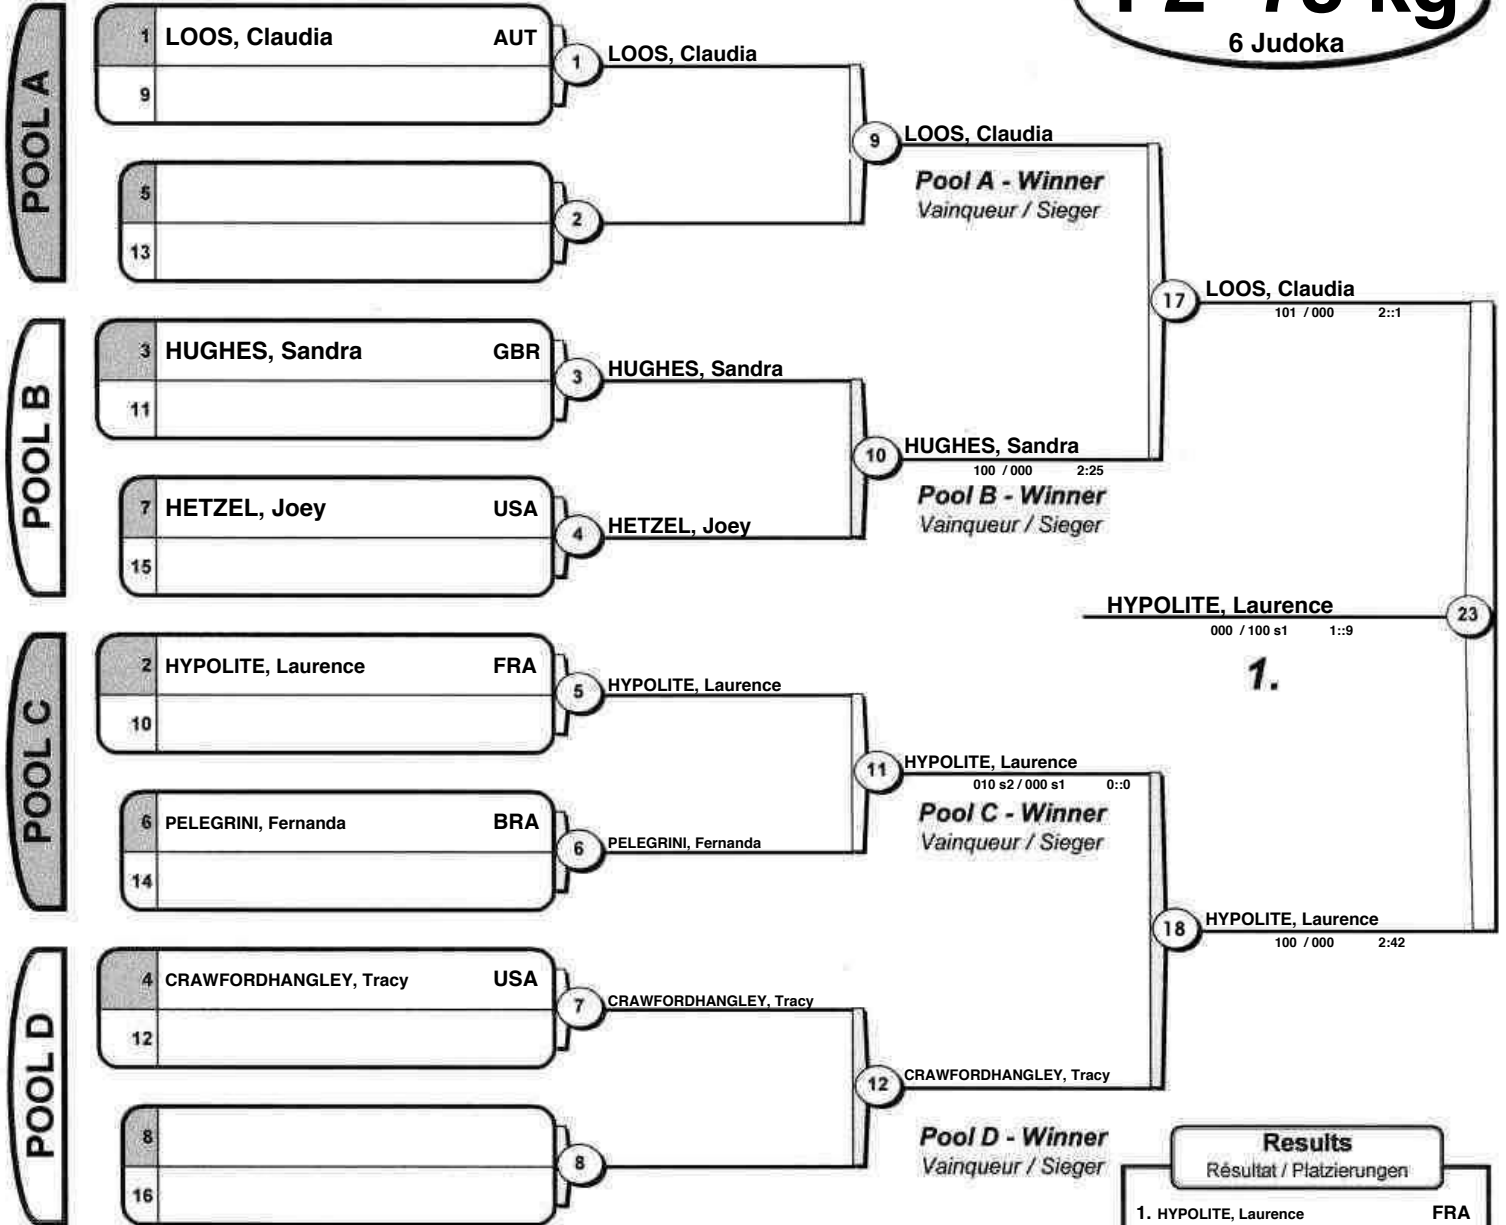 6 Judoka
POOL A
1 LOOS, Claudia AUT
9
5
13
1 LOOS, Claudia
2
9 LOOS, Claudia
Pool A - Winner
Vainqueur / Sieger
POOL B
3 HUGHES, Sandra GBR
11
7 HETZEL, Joey USA
15
3 HUGHES, Sandra
4 HETZEL, Joey
10 HUGHES, Sandra
100 / 000 2:25
Pool B - Winner
Vainqueur / Sieger
17 LOOS, Claudia
101 / 000 2::1
HYPOLITE, Laurence 23
000 / 100 s1 1::9
1.
POOL C
2 HYPOLITE, Laurence FRA
10
6 PELEGRINI, Fernanda BRA
14
5 HYPOLITE, Laurence
6 PELEGRINI, Fernanda
11 HYPOLITE, Laurence
010 s2 / 000 s1 0::0
Pool C - Winner
Vainqueur / Sieger
18 HYPOLITE, Laurence
100 / 000 2:42
POOL D
4 CRAWFORDHANGLEY, Tracy USA
12
8
16
7 CRAWFORDHANGLEY, Tracy
8
12 CRAWFORDHANGLEY, Tracy
Pool D - Winner
Vainqueur / Sieger
Results
Résultat / Platzierungen
1. HYPOLITE, Laurence FRA